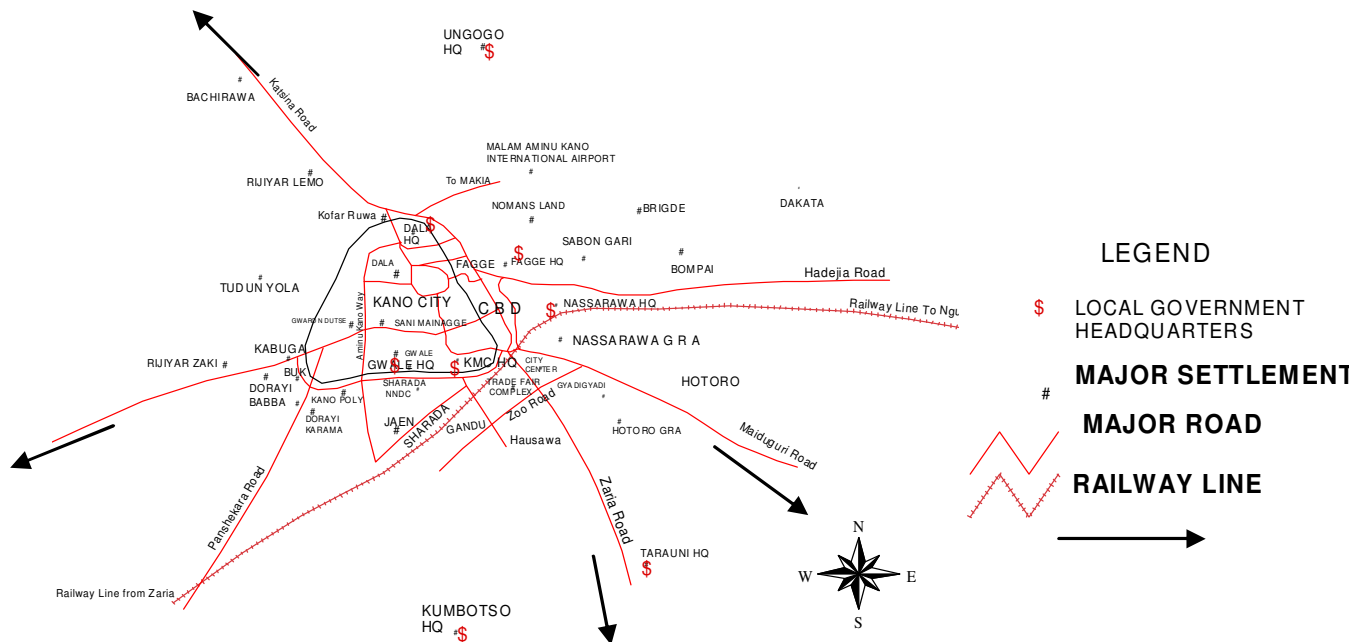 UNGOGO
HQ
#
$
Katsina Road
#
BACHIRAWA
MALAM AMINU KANO
INTERNATIONAL AIRPORT
#
RIJIYAR LEMO
#
To MAKIA
DAKATA
NOMANS LAND
#
#
BRIGDE
Kofar Ruwa
#
DALA
HQ
#
$
SABON GARI
#
FAGGE
#
FAGGE HQ
$
#
BOMPAI
Hadejia Road
DALA
#
#
TUDUN YOLA
KANO CITY
C B D
$
NASSARAWA HQ
Railway Line To Ngu
GWARON DUTSE
#
#
SANI MAINAGGE
Aminu Kano Way
#
NASSARAWA G R A
KABUGA
#
RIJIYAR ZAKI
#
BUK
#
#
GWALE
GWALE HQ
$
#
KMC HQ
$
CITY
CENTER
DORAYI
BABBA
#
#
KANO POLY
#
SHARADA
NNDC
TRADE FAIR
COMPLEX
#
GYADIGYADI
#
HOTORO
#
DORAYI
KARAMA
JAEN
#
SHARADA
GANDU
Zoo Road
Hausawa
#
HOTORO GRA
Maiduguri Road
Panshekara Road
Zaria Road
TARAUNI HQ
$
Railway Line from Zaria
KUMBOTSO
HQ
#
$
LEGEND
$
LOCAL GOVERNMENT
HEADQUARTERS
#
MAJOR SETTLEMENT
MAJOR ROAD
RAILWAY LINE
N
W
E
S